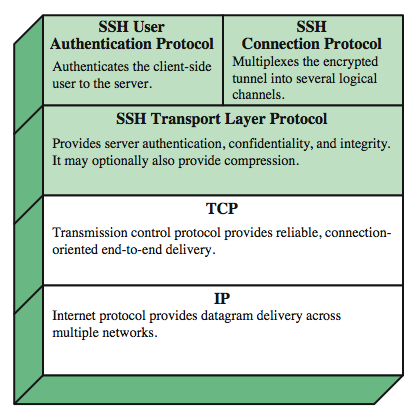 SSH User
Authentication Protocol
Authenticates the client-side
user to the server.
SSH
Connection Protocol
Multiplexes the encrypted
tunnel into several logical
channels.
SSH Transport Layer Protocol
Provides server authentication, confidentiality, and integrity.
It may optionally also provide compression.
TCP
Transmission control protocol provides reliable, connection-
oriented end-to-end delivery.
IP
Internet protocol provides datagram delivery across
multiple networks.